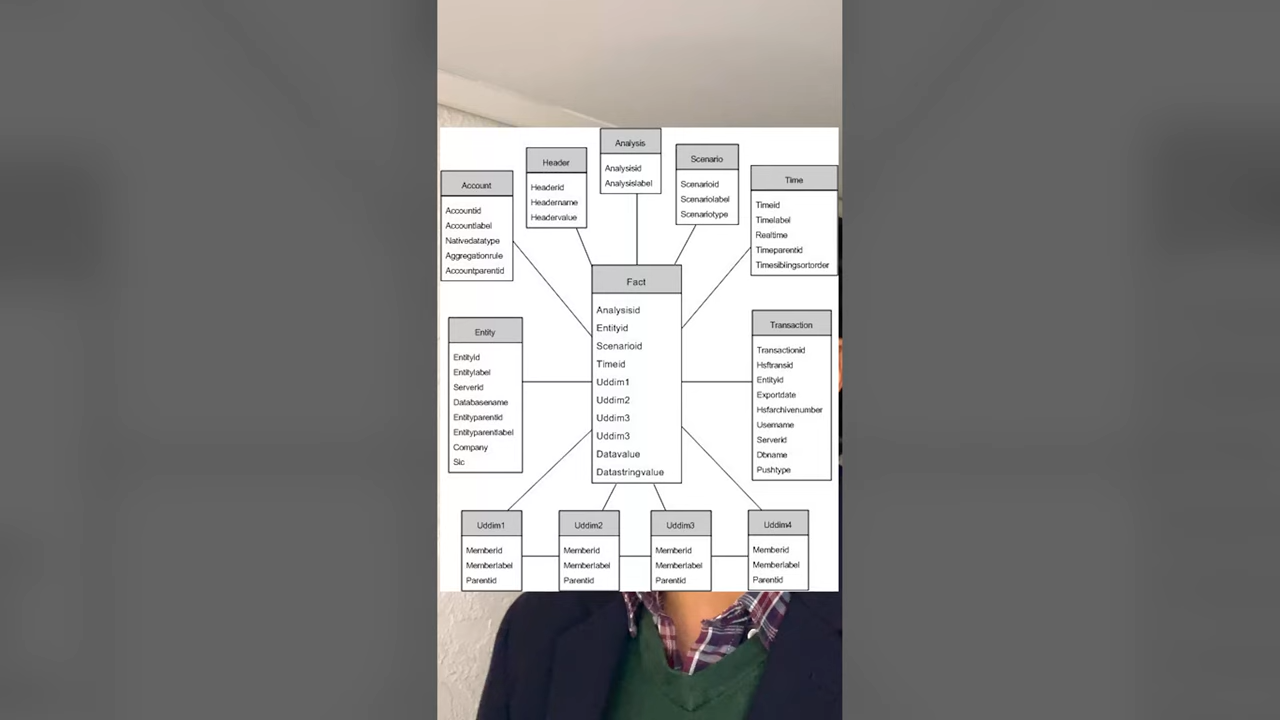 Analysis
Analysisid
Analysislabel
Header
Headerid
Headername
Headervalue
Scenario
Scenarioid
Scenariolabel
Scenariotype
Account
Accountid
Accountlabel
Nativedatatype
Aggregationrule
Accountparentid
Time
Timeid
Timelabel
Realtime
Timeparentid
Timesiblingsortorder
Fact
Analysisid
Entityid
Scenarioid
Timeid
Uddim1
Uddim2
Uddim3
Uddim3
Datavalue
Datastringvalue
Entity
Entityid
Entitylabel
Serverid
Databasename
Entityparentid
Entityparentlabel
Company
Sic
Transaction
Transactionid
Hsftransid
Entityid
Exportdate
Hsfarchivenumber
Username
Serverid
Dbname
Pushtype
Uddim1
Memberid
Memberlabel
Parentid
Uddim2
Memberid
Memberlabel
Parentid
Uddim3
Memberid
Memberlabel
Parentid
Uddim4
Memberid
Memberlabel
Parentid